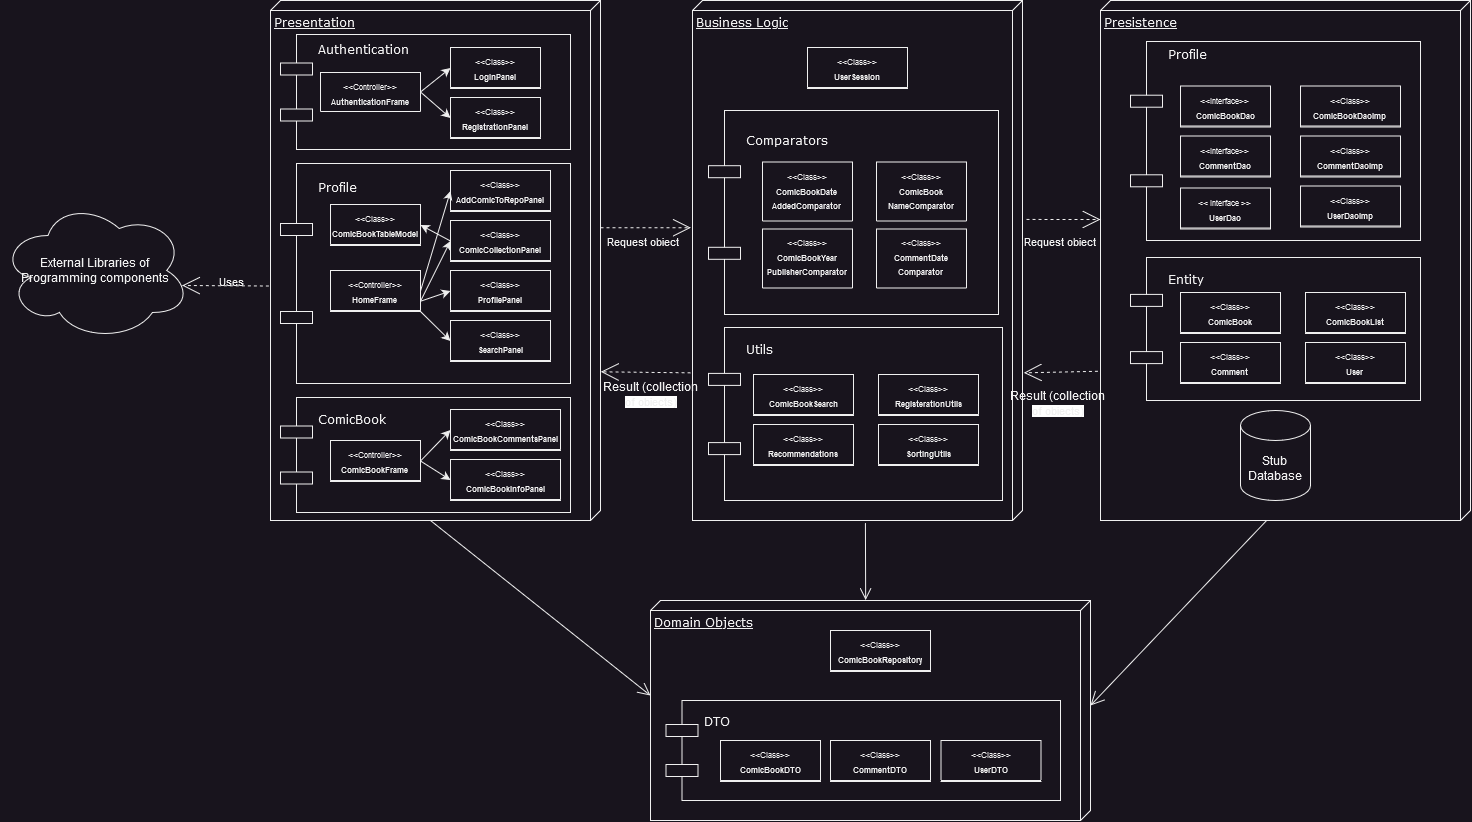 Presentation
Authentication
<<Controller>>
AuthenticationFrame
<<Class>>
LoginPanel
<<Class>>
RegistrationPanel
Profile
<<Class>>
ComicBookTableModel
<<Controller>>
HomeFrame
<<Class>>
AddComicToRepoPanel
<<Class>>
ComicCollectionPanel
<<Class>>
ProfilePanel
<<Class>>
SearchPanel
ComicBook
<<Controller>>
ComicBookFrame
<<Class>>
ComicBookCommentsPanel
<<Class>>
ComicBookInfoPanel
External Libraries of
Programming components
Uses
Request object
Result (collection
of objects)
Business Logic
<<Class>>
UserSession
Comparators
<<Class>>
ComicBookDate
AddedComparator
<<Class>>
ComicBook
NameComparator
<<Class>>
ComicBookYear
PublisherComparator
<<Class>>
CommentDate
Comparator
Utils
<<Class>>
ComicBookSearch
<<Class>>
RegisterationUtils
<<Class>>
Recommendations
<<Class>>
SortingUtils
Request object
Result (collection
of objects)
Presistence
Profile
<<Interface>>
ComicBookDao
<<Class>>
ComicBookDaoImp
<<Interface>>
CommentDao
<<Class>>
CommentDaoImp
<< Interface >>
UserDao
<<Class>>
UserDaoImp
Entity
<<Class>>
ComicBook
<<Class>>
ComicBookList
<<Class>>
Comment
<<Class>>
User
Stub
Database
Domain Objects
<<Class>>
ComicBookRepository
DTO
<<Class>>
ComicBookDTO
<<Class>>
CommentDTO
<<Class>>
UserDTO